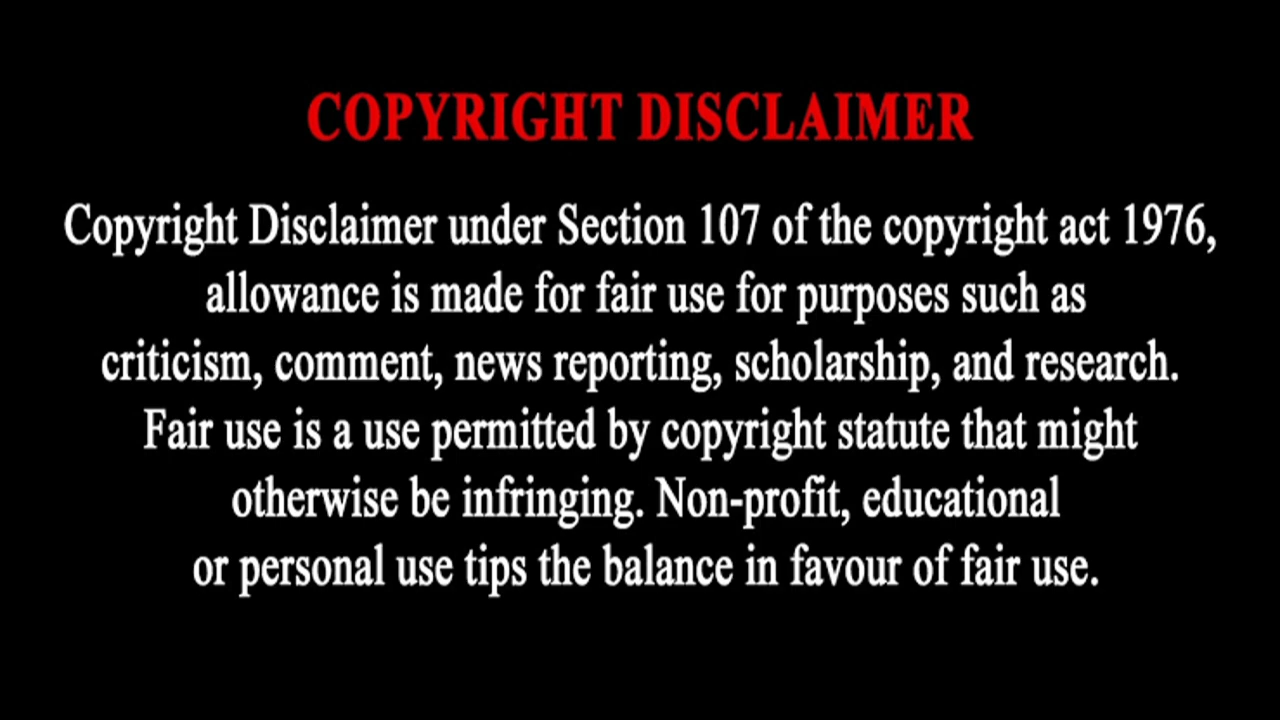 COPYRIGHT DISCLAIMER
Copyright Disclaimer under Section 107 of the copyright act 1976,
allowance is made for fair use for purposes such as
criticism, comment, news reporting, scholarship, and research.
Fair use is a use permitted by copyright statute that might
otherwise be infringing. Non-profit, educational
or personal use tips the balance in favour of fair use.